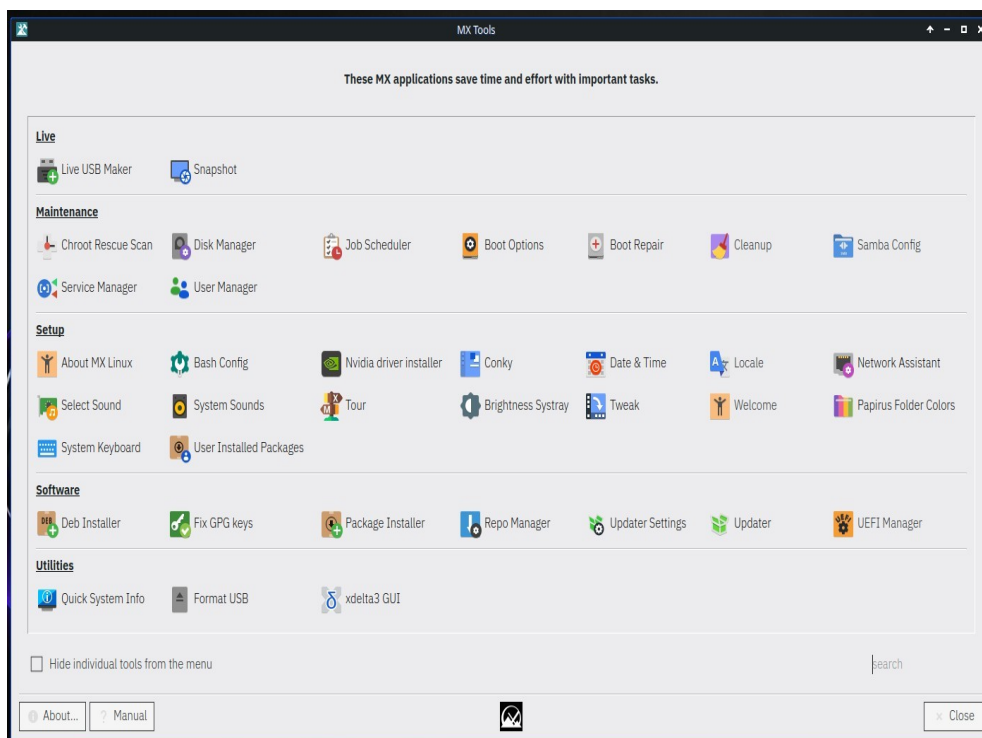 MX Tools
These MX applications save time and effort with important tasks.
Live
Live USB Maker Snapshot
Maintenance
Chroot Rescue Scan Disk Manager Job Scheduler Boot Options Boot Repair Cleanup Samba Config
Service Manager User Manager
Setup
About MX Linux Bash Config Nvidia driver installer Conky Date & Time Locale Network Assistant
Select Sound System Sounds Tour Brightness Systray Tweak Welcome Papirus Folder Colors
System Keyboard User Installed Packages
Software
Deb Installer Fix GPG keys Package Installer Repo Manager Updater Settings Updater UEFI Manager
Utilities
Quick System Info Format USB xdelta3 GUI
Hide individual tools from the menu search
About... ? Manual Close